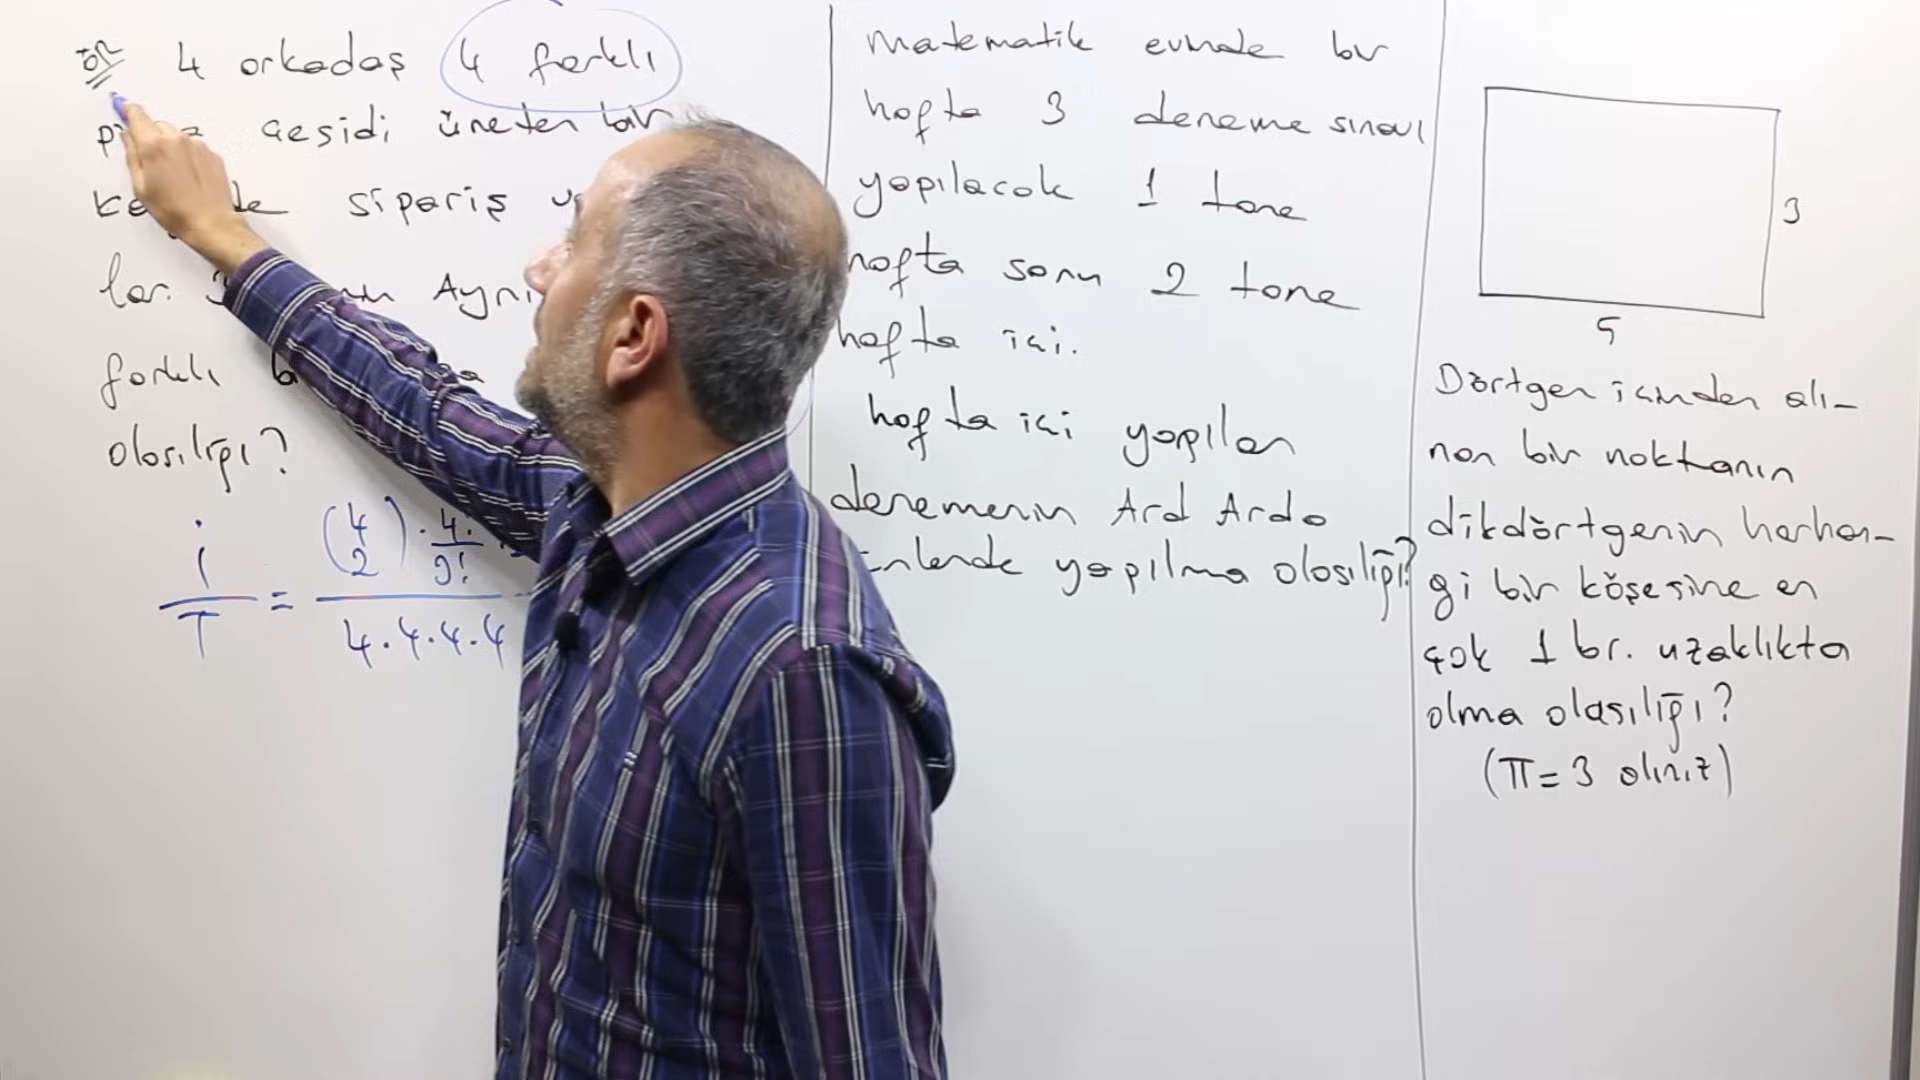 ÖR 4 arkadaş 4 farklı
çeşidi üreten bir
sipariş
lar. Aynı
farklı
olasılığı?
i/T = (4 2) · 4!/3! · / 4·4·4·4
Matematik evinde bir
hafta 3 deneme sınavı
yapılacak 1 tane
hafta sonu 2 tane
hafta içi.
hafta içi yapılan
denemenin Ard Arda
yapılma olasılığı?
3
5
Dörtgen içinden alı-
nan bir noktanın
dikdörtgenin herhan-
gi bir köşesine en
çok 1 br. uzaklıkta
olma olasılığı?
(π = 3 alınız)